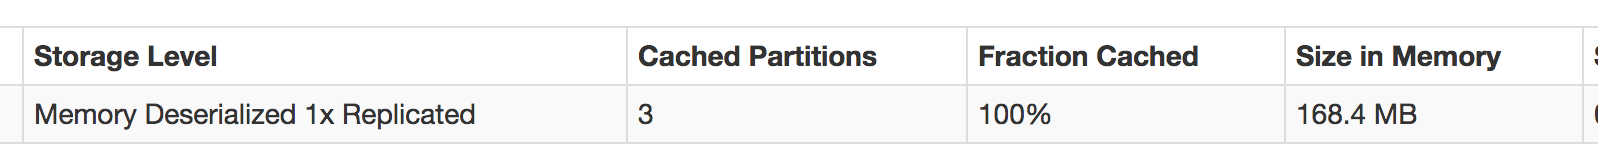 Storage Level Cached Partitions Fraction Cached Size in Memory
Memory Deserialized 1x Replicated 3 100% 168.4 MB